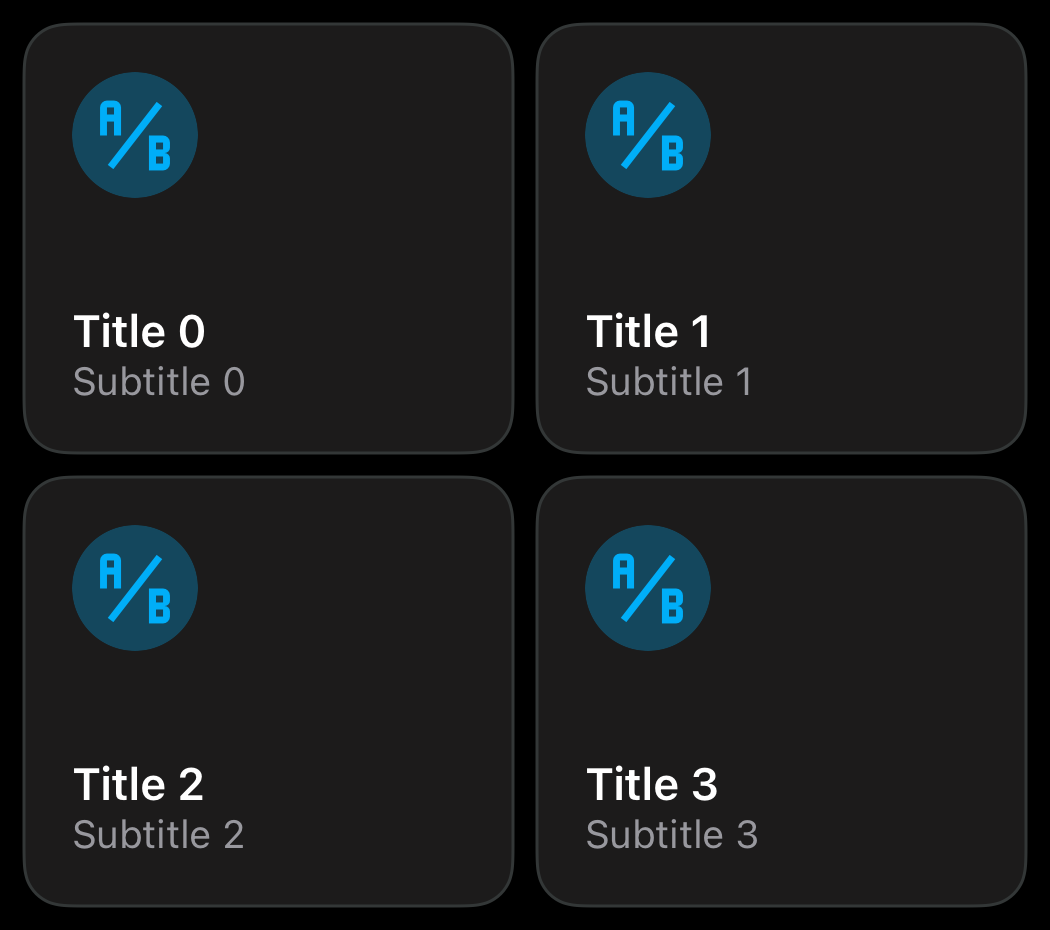 A/B
Title 0
Subtitle 0
A/B
Title 1
Subtitle 1
A/B
Title 2
Subtitle 2
A/B
Title 3
Subtitle 3